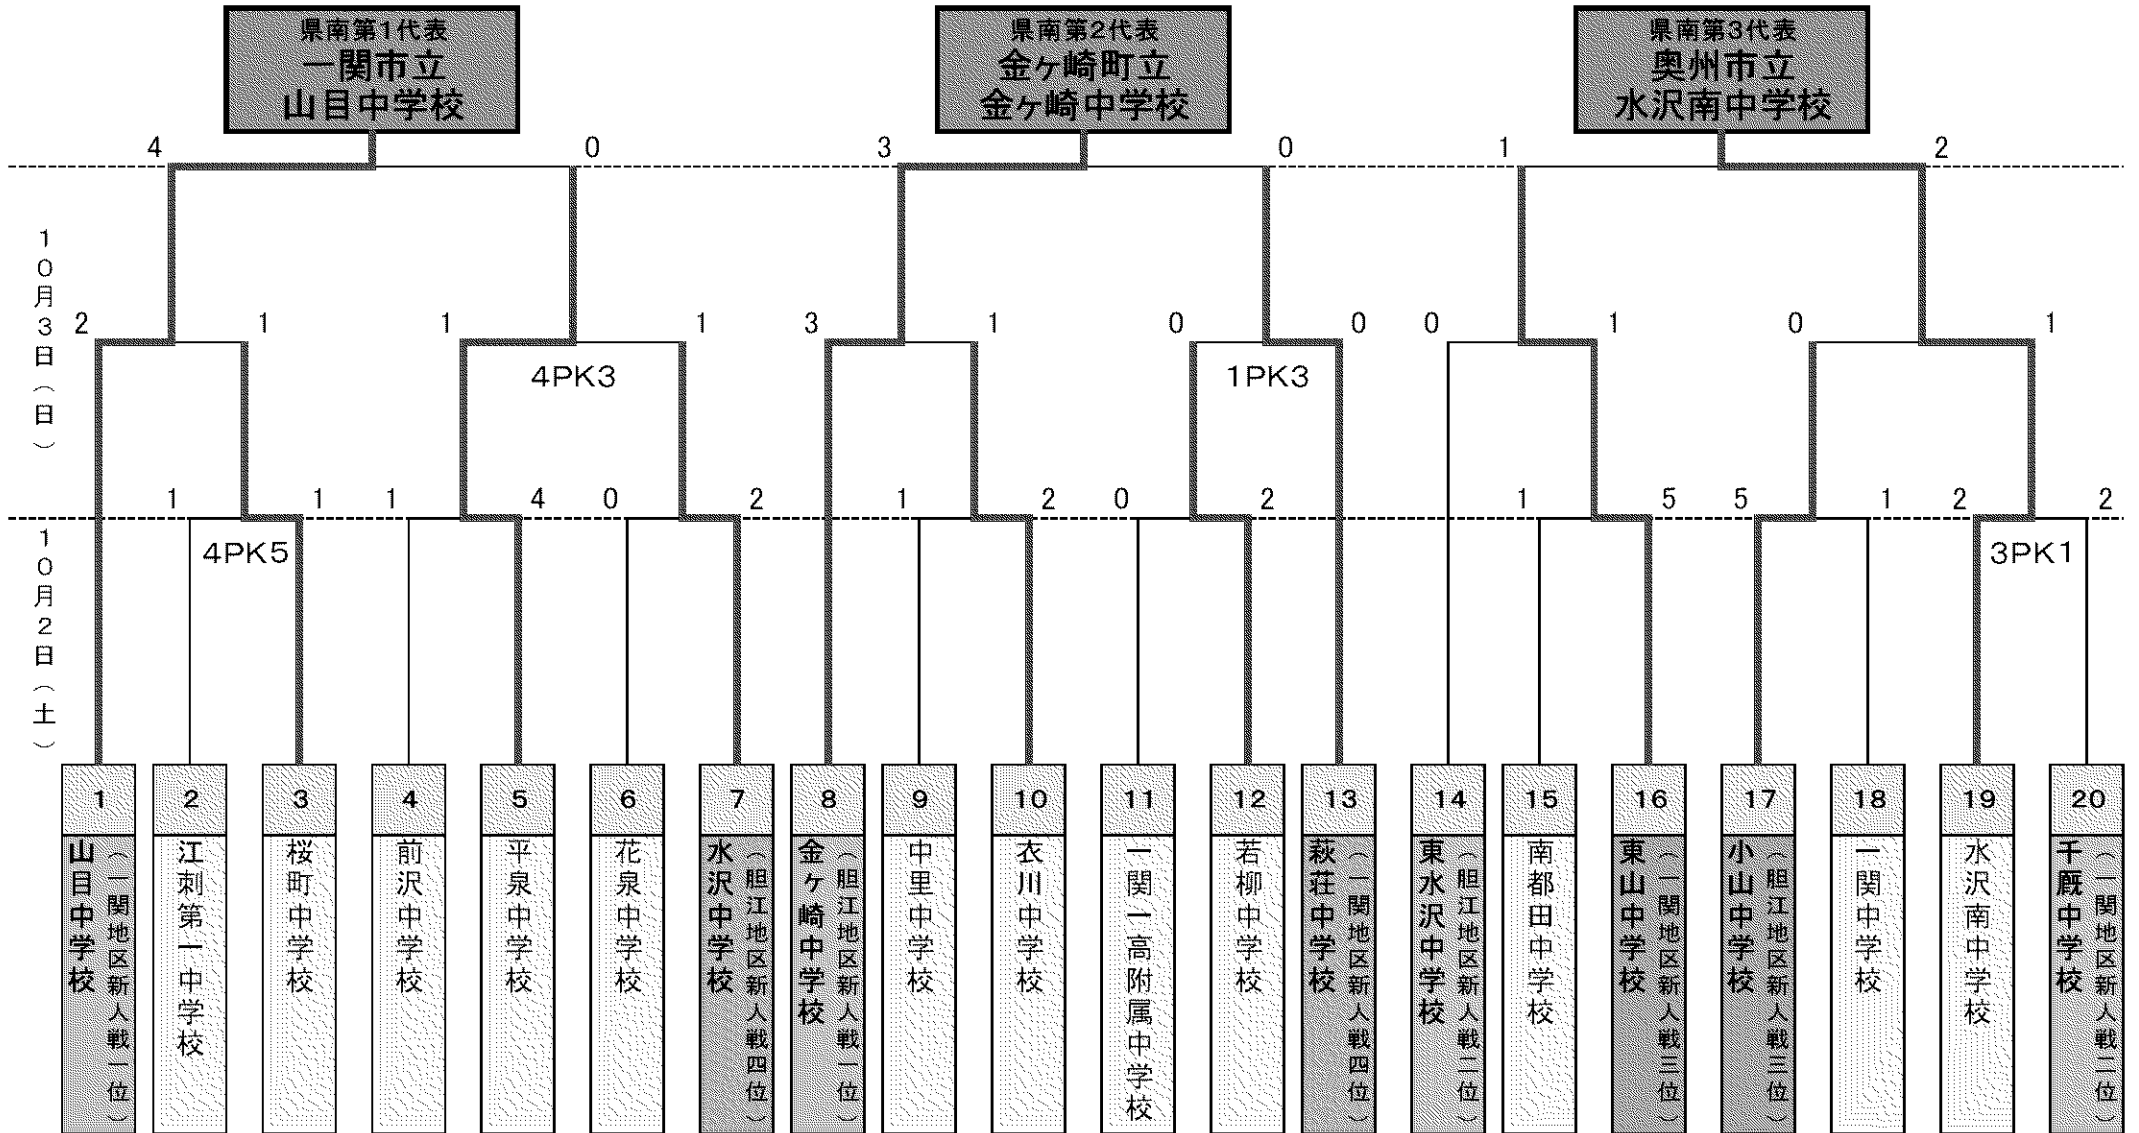 県南第1代表
一関市立
山目中学校
県南第2代表
金ヶ崎町立
金ヶ崎中学校
県南第3代表
奥州市立
水沢南中学校
4
0
3
0
1
2
10月3日(日)
2
1
1
1
3
1
0
0
0
1
0
1
4PK3
1PK3
1
1
1
4
0
2
1
2
0
2
1
5
5
1
2
2
10月2日(土)
4PK5
3PK1
1
2
3
4
5
6
7
8
9
10
11
12
13
14
15
16
17
18
19
20
山目中学校
(一関地区新人戦一位)
江刺第一中学校
桜町中学校
前沢中学校
平泉中学校
花泉中学校
水沢中学校
(胆江地区新人戦四位)
金ヶ崎中学校
(胆江地区新人戦一位)
中里中学校
衣川中学校
一関一高附属中学校
若柳中学校
萩荘中学校
(一関地区新人戦四位)
東水沢中学校
(胆江地区新人戦二位)
南都田中学校
東山中学校
(一関地区新人戦三位)
小山中学校
(胆江地区新人戦三位)
一関中学校
水沢南中学校
千厩中学校
(一関地区新人戦二位)